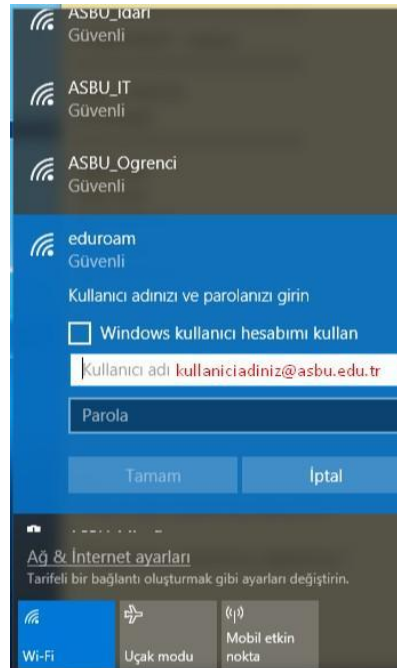 ASBU_Idari
Güvenli
ASBU_IT
Güvenli
ASBU_Ogrenci
Güvenli
eduroam
Güvenli
Kullanıcı adınızı ve parolanızı girin
Windows kullanıcı hesabımı kullan
Kullanıcı adı kullaniciadiniz@asbu.edu.tr
Parola
Tamam İptal
Ağ & İnternet ayarları
Tarifeli bir bağlantı oluşturmak gibi ayarları değiştirin.
Wi-Fi
Uçak modu
Mobil etkin
nokta